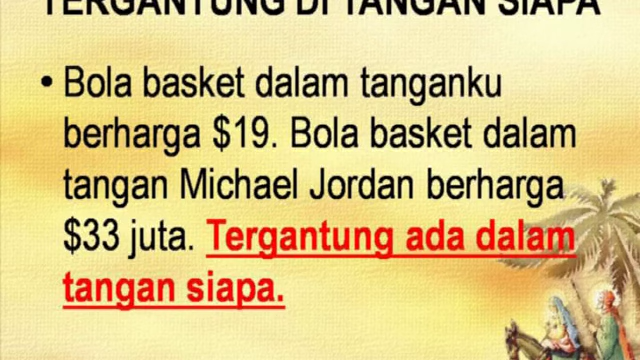 TERGANTUNG DI TANGAN SIAPA
• Bola basket dalam tanganku
berharga $19. Bola basket dalam
tangan Michael Jordan berharga
$33 juta. Tergantung ada dalam
tangan siapa.